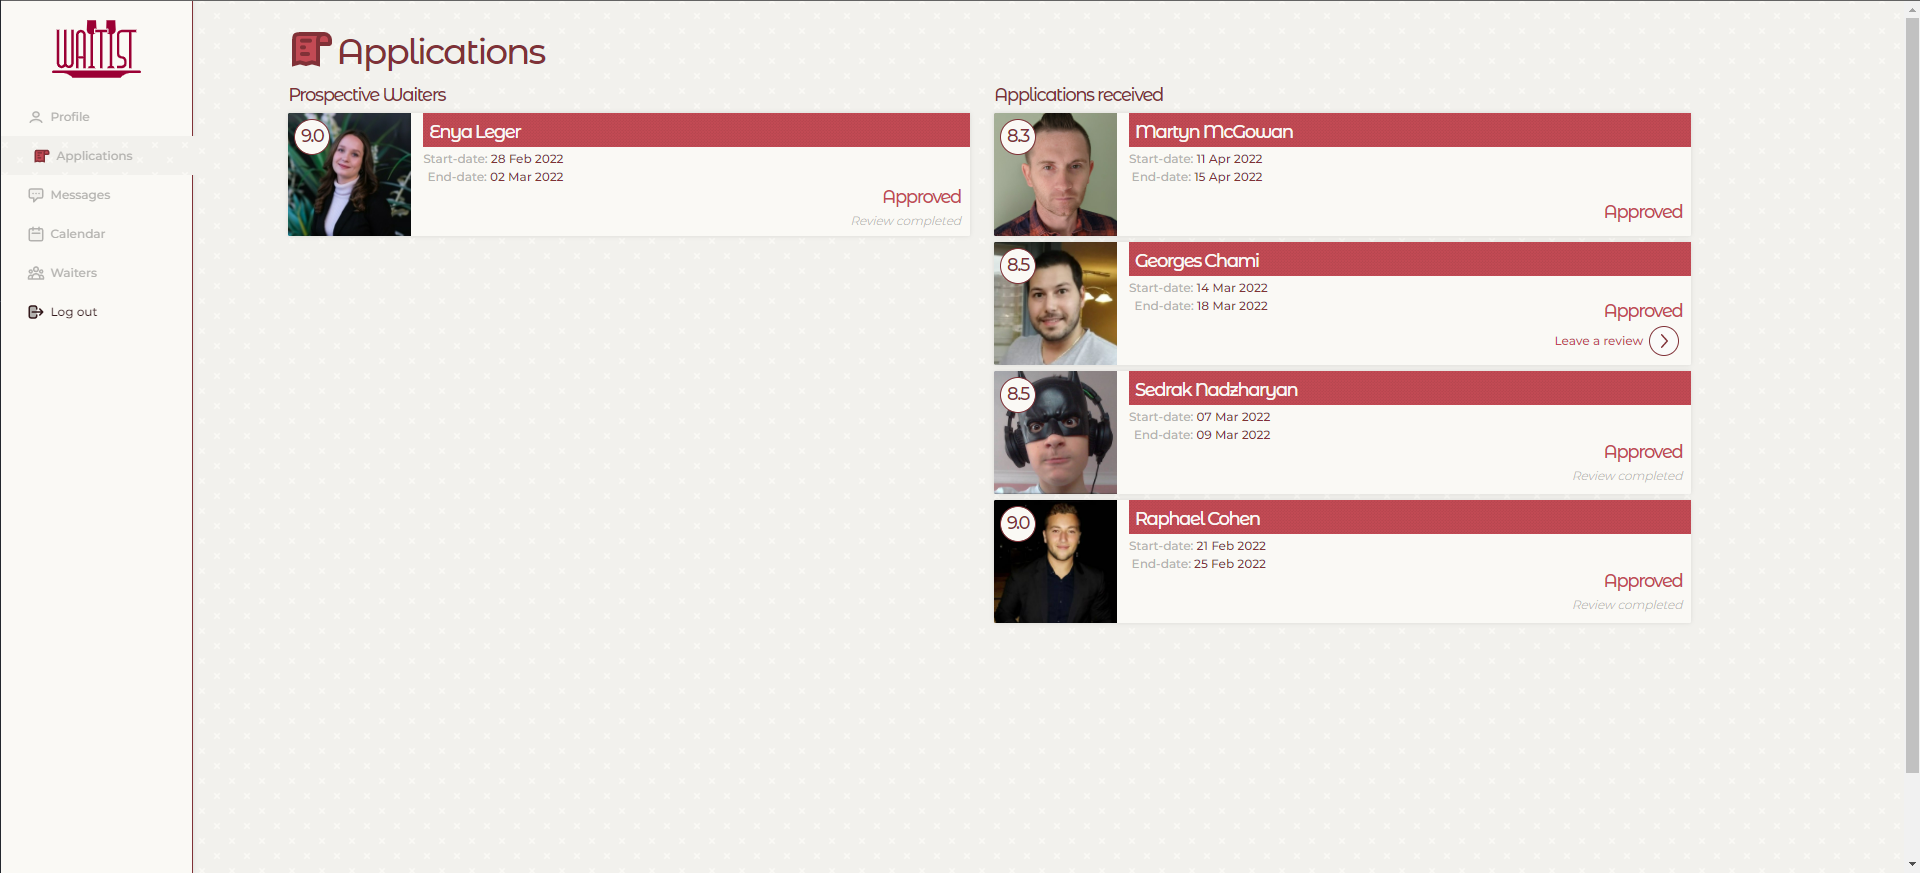 WAITIST
Profile
Applications
Messages
Calendar
Waiters
Log out
Applications
Prospective Waiters
9.0
Enya Leger
Start-date: 28 Feb 2022
End-date: 02 Mar 2022
Approved
Review completed
Applications received
8.3
Martyn McGowan
Start-date: 11 Apr 2022
End-date: 15 Apr 2022
Approved
8.5
Georges Chami
Start-date: 14 Mar 2022
End-date: 18 Mar 2022
Approved
Leave a review
8.5
Sedrak Nadzharyan
Start-date: 07 Mar 2022
End-date: 09 Mar 2022
Approved
Review completed
9.0
Raphael Cohen
Start-date: 21 Feb 2022
End-date: 25 Feb 2022
Approved
Review completed